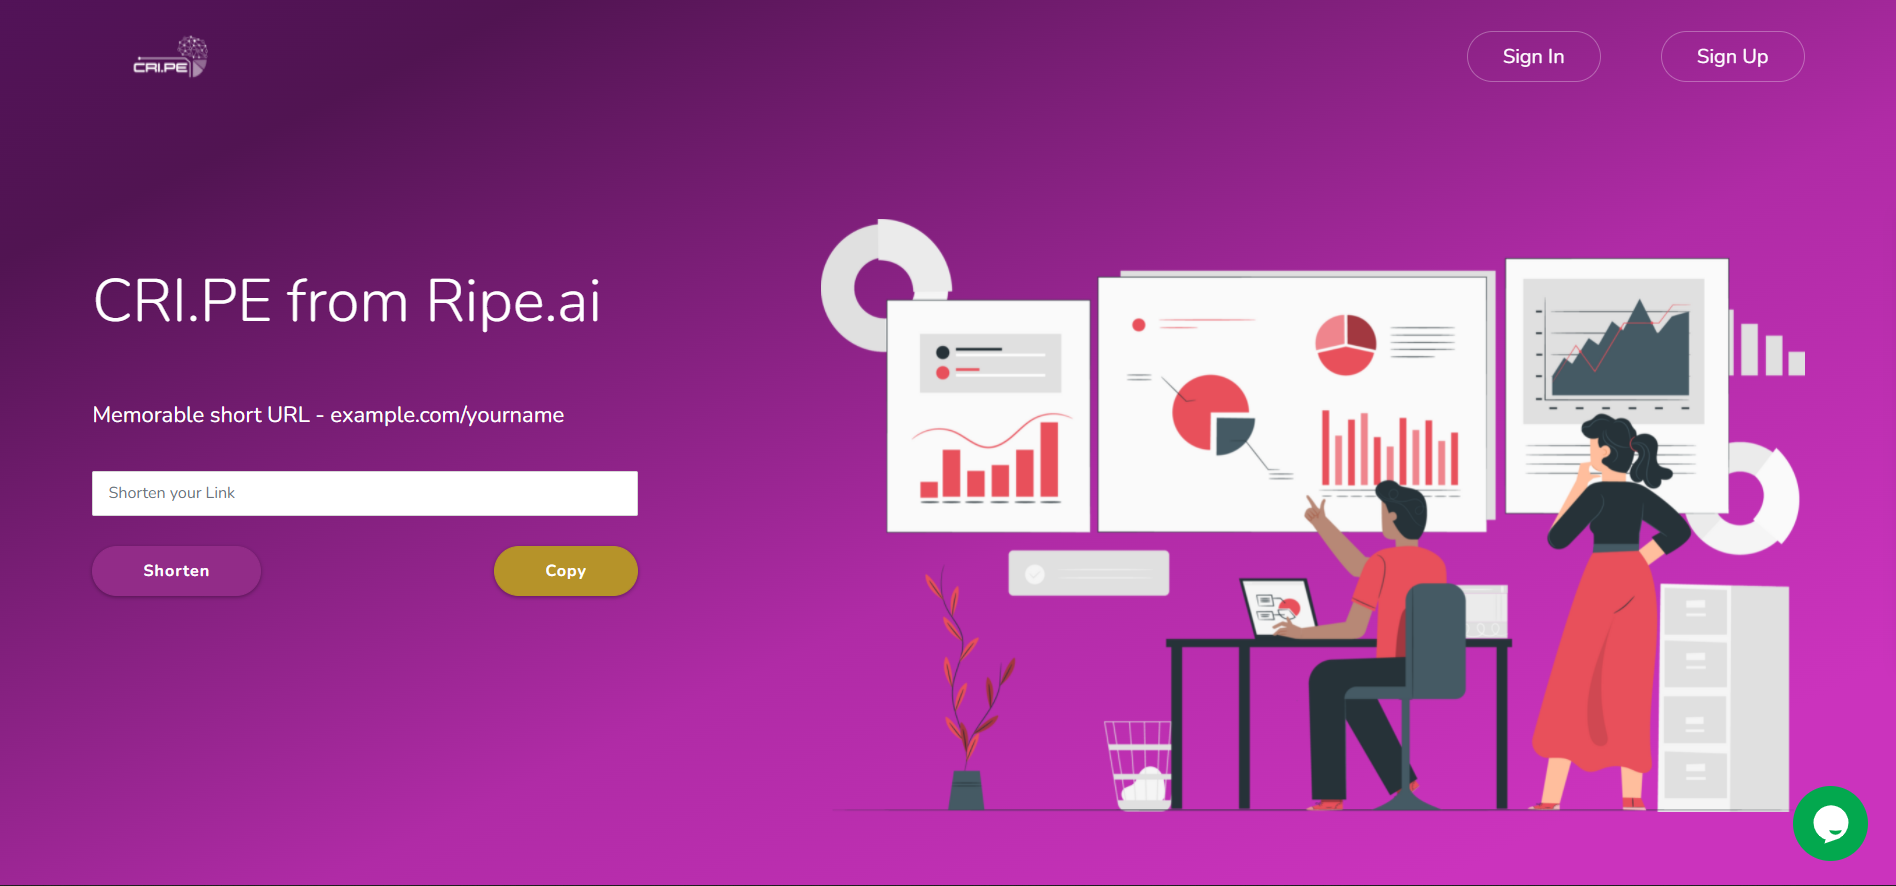 CRI.PE
Sign In
Sign Up
CRI.PE from Ripe.ai
Memorable short URL - example.com/yourname
Shorten your Link
Shorten
Copy